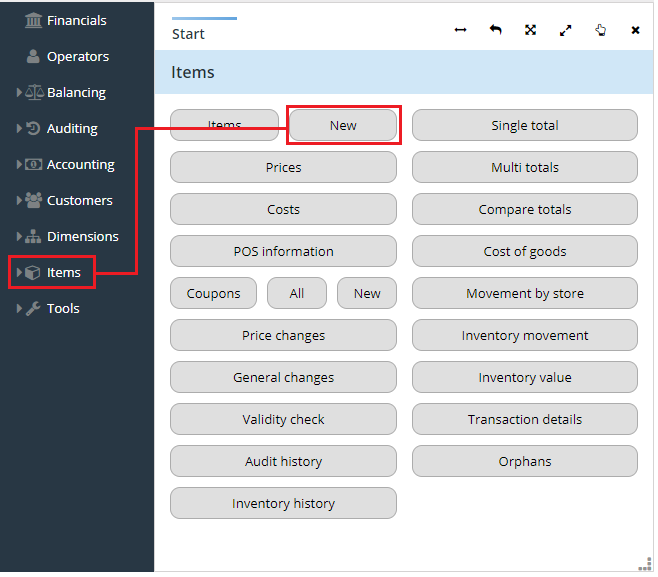 Financials
Operators
Balancing
Auditing
Accounting
Customers
Dimensions
Items
Tools
Start
Items
Items New Single total
Prices Multi totals
Costs Compare totals
POS information Cost of goods
Coupons All New Movement by store
Price changes Inventory movement
General changes Inventory value
Validity check Transaction details
Audit history Orphans
Inventory history